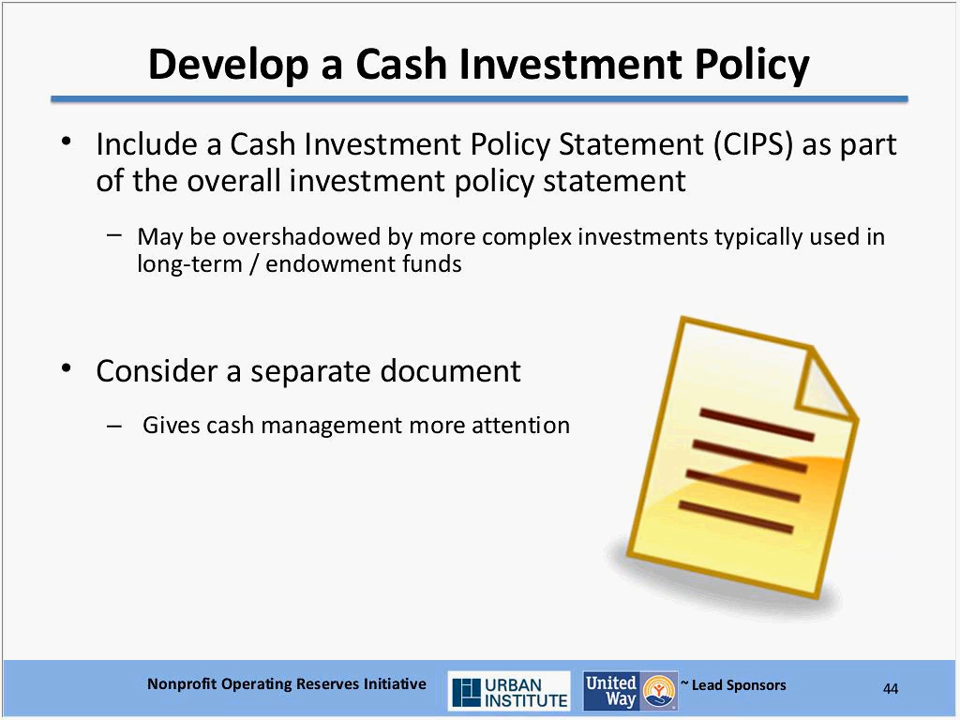 Develop a Cash Investment Policy
• Include a Cash Investment Policy Statement (CIPS) as part
of the overall investment policy statement
– May be overshadowed by more complex investments typically used in
long-term / endowment funds
• Consider a separate document
– Gives cash management more attention
Nonprofit Operating Reserves Initiative
URBAN
INSTITUTE
United
Way
~ Lead Sponsors
44